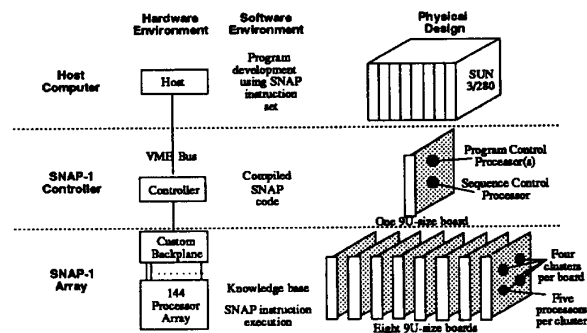 Hardware Environment
Software Environment
Physical Design
Host Computer
Host
Program development using SNAP instruction set
SUN 3/280
VME Bus
SNAP-1 Controller
Controller
Compiled SNAP code
Program Control Processor(s)
Sequence Control Processor
One 9U-size board
SNAP-1 Array
Custom Backplane
144 Processor Array
Knowledge base
SNAP instruction execution
Four clusters per board
Five processors per cluster
Eight 9U-size boards